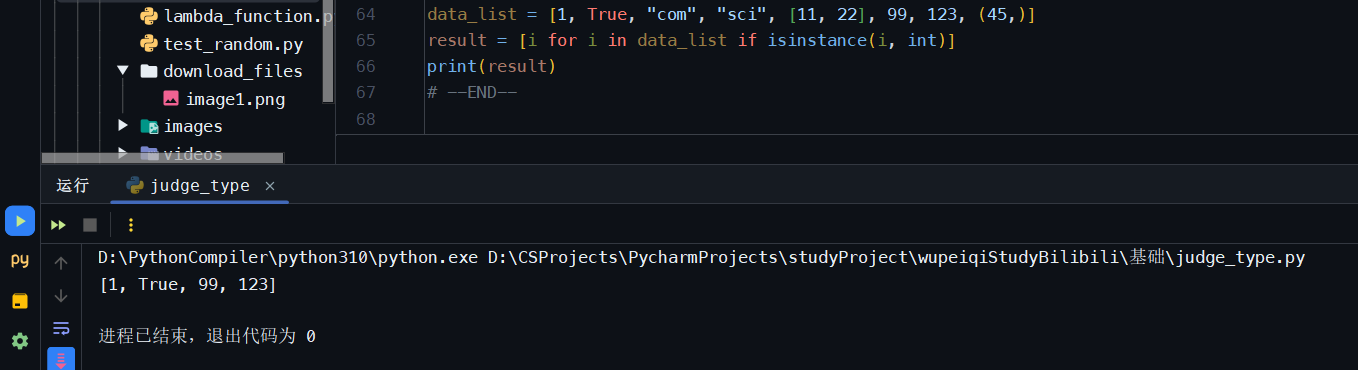 lambda_function.p
test_random.py
download_files
image1.png
images
videos
64 data_list = [1, True, "com", "sci", [11, 22], 99, 123, (45,)]
65 result = [i for i in data_list if isinstance(i, int)]
66 print(result)
67 # --END--
68
运行 judge_type ×
D:\PythonCompiler\python310\python.exe D:\CSProjects\PycharmProjects\studyProject\wupeiqiStudyBilibili\基础\judge_type.py
[1, True, 99, 123]
进程已结束，退出代码为 0
py